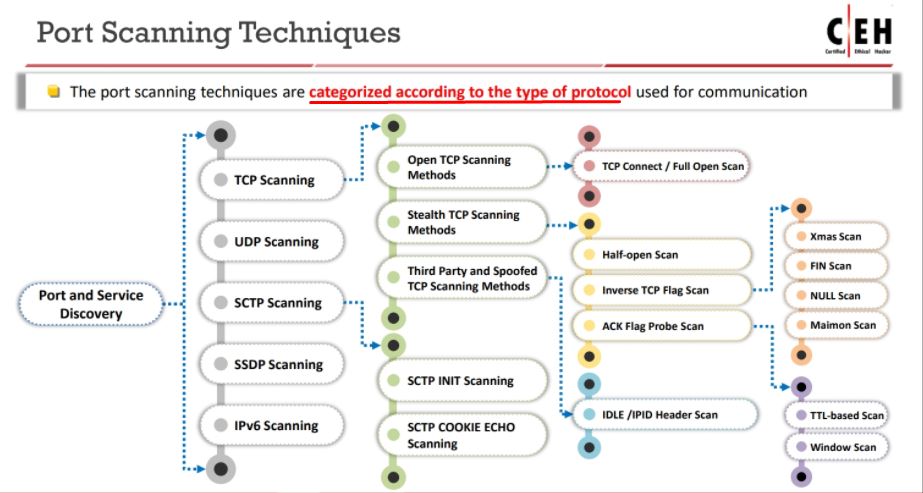 Port Scanning Techniques
C|EH
Certified Ethical Hacker
The port scanning techniques are categorized according to the type of protocol used for communication
Port and Service
Discovery
TCP Scanning
UDP Scanning
SCTP Scanning
SSDP Scanning
IPv6 Scanning
Open TCP Scanning
Methods
Stealth TCP Scanning
Methods
Third Party and Spoofed
TCP Scanning Methods
SCTP INIT Scanning
SCTP COOKIE ECHO
Scanning
TCP Connect / Full Open Scan
Half-open Scan
Inverse TCP Flag Scan
ACK Flag Probe Scan
IDLE /IPID Header Scan
Xmas Scan
FIN Scan
NULL Scan
Maimon Scan
TTL-based Scan
Window Scan